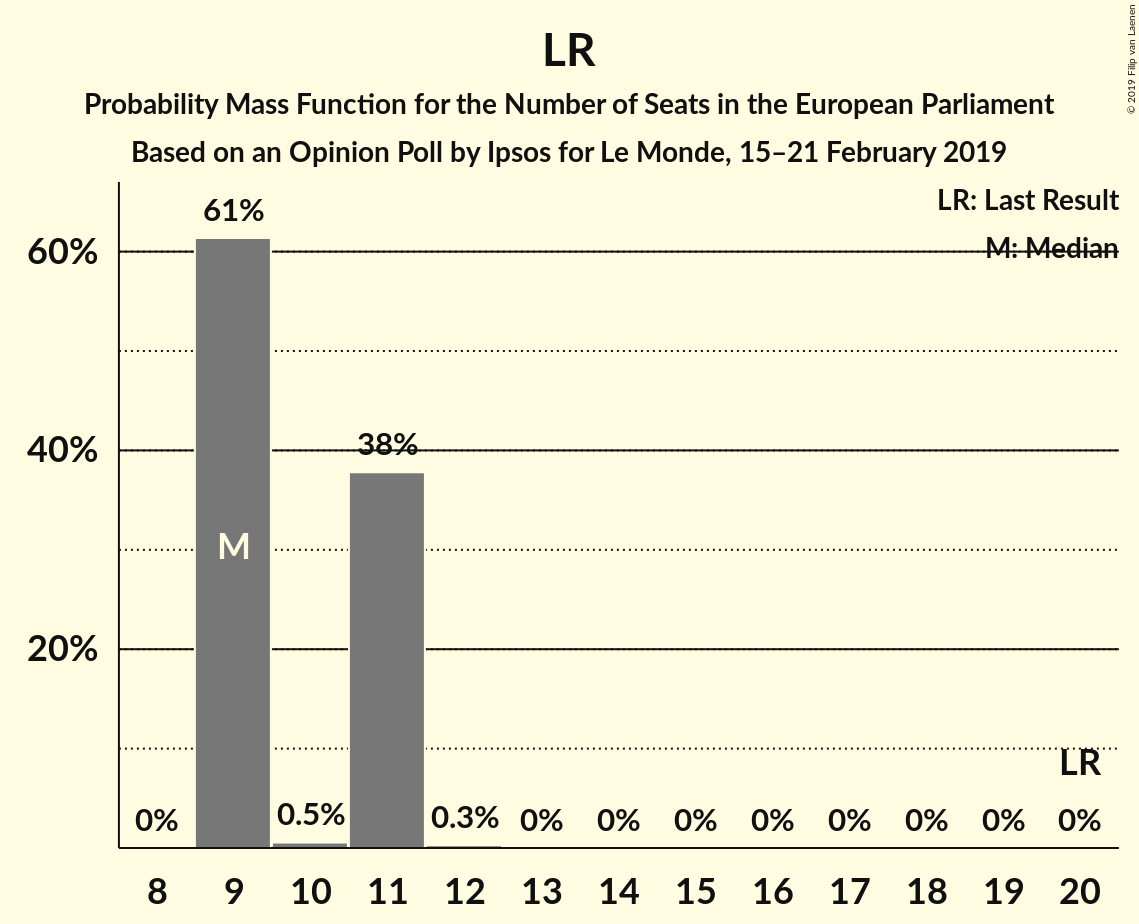 LR
Probability Mass Function for the Number of Seats in the European Parliament
Based on an Opinion Poll by Ipsos for Le Monde, 15–21 February 2019
© 2019 Filip van Laenen
LR: Last Result
M: Median
61%
60%
38%
40%
M
20%
LR
0% 0.5% 0.3% 0% 0% 0% 0% 0% 0% 0% 0%
8 9 10 11 12 13 14 15 16 17 18 19 20